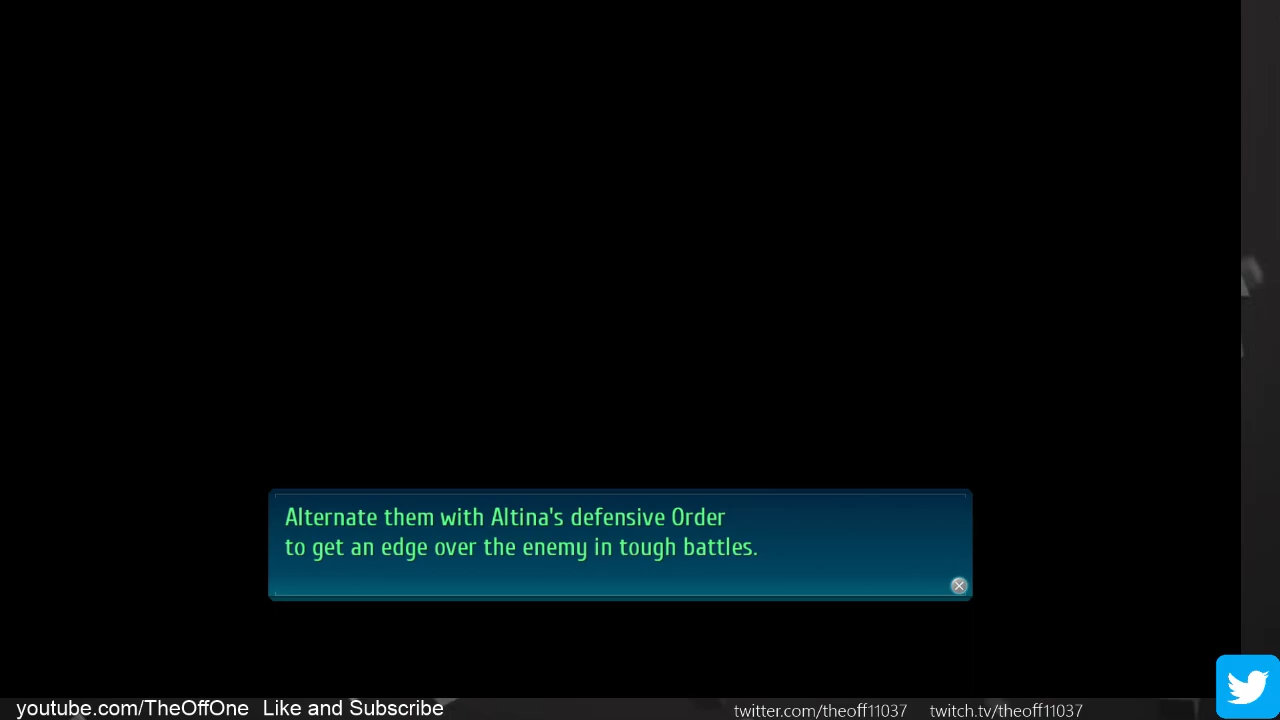 Alternate them with Altina's defensive Order
to get an edge over the enemy in tough battles.
youtube.com/TheOffOne Like and Subscribe
twitter.com/theoff11037 twitch.tv/theoff11037